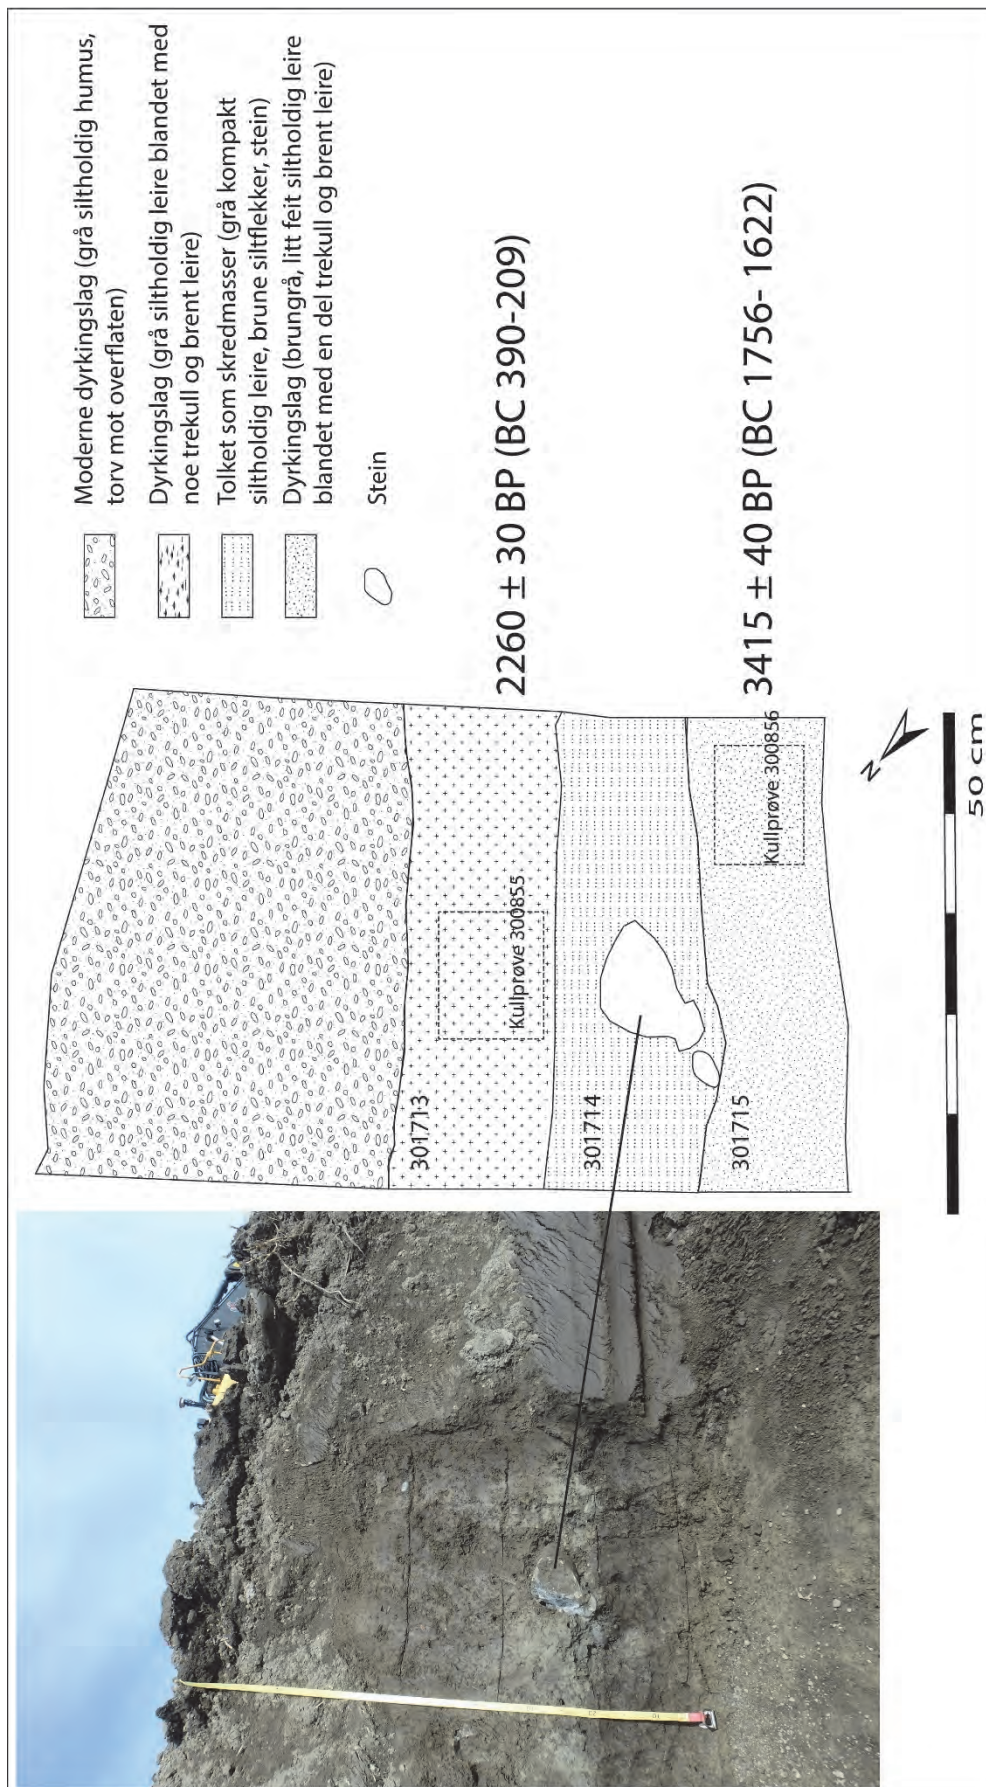 Moderne dyrkingslag (grå siltholdig humus,
torv mot overflaten)
Dyrkingslag (grå siltholdig leire blandet med
noe trekull og brent leire)
Tolket som skredmasser (grå kompakt
siltholdig leire, brune siltflekker, stein)
Dyrkingslag (brungrå, litt feit siltholdig leire
blandet med en del trekull og brent leire)
Stein
301713
Kullprøve 300855
2260 ± 30 BP (BC 390-209)
301714
301715
Kullprøve 300856
3415 ± 40 BP (BC 1756- 1622)
N
50 cm